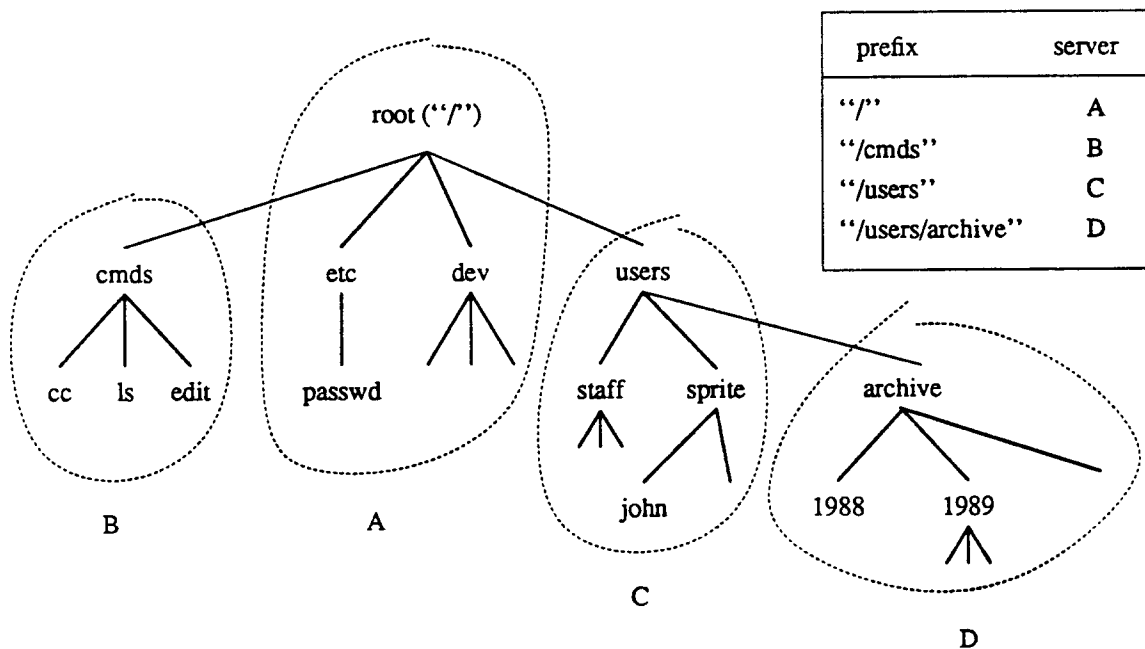 prefix server
“/” A
“/cmds” B
“/users” C
“/users/archive” D
root (“/”)
cmds etc dev users
cc ls edit passwd staff sprite archive
john 1988 1989
B A
C
D